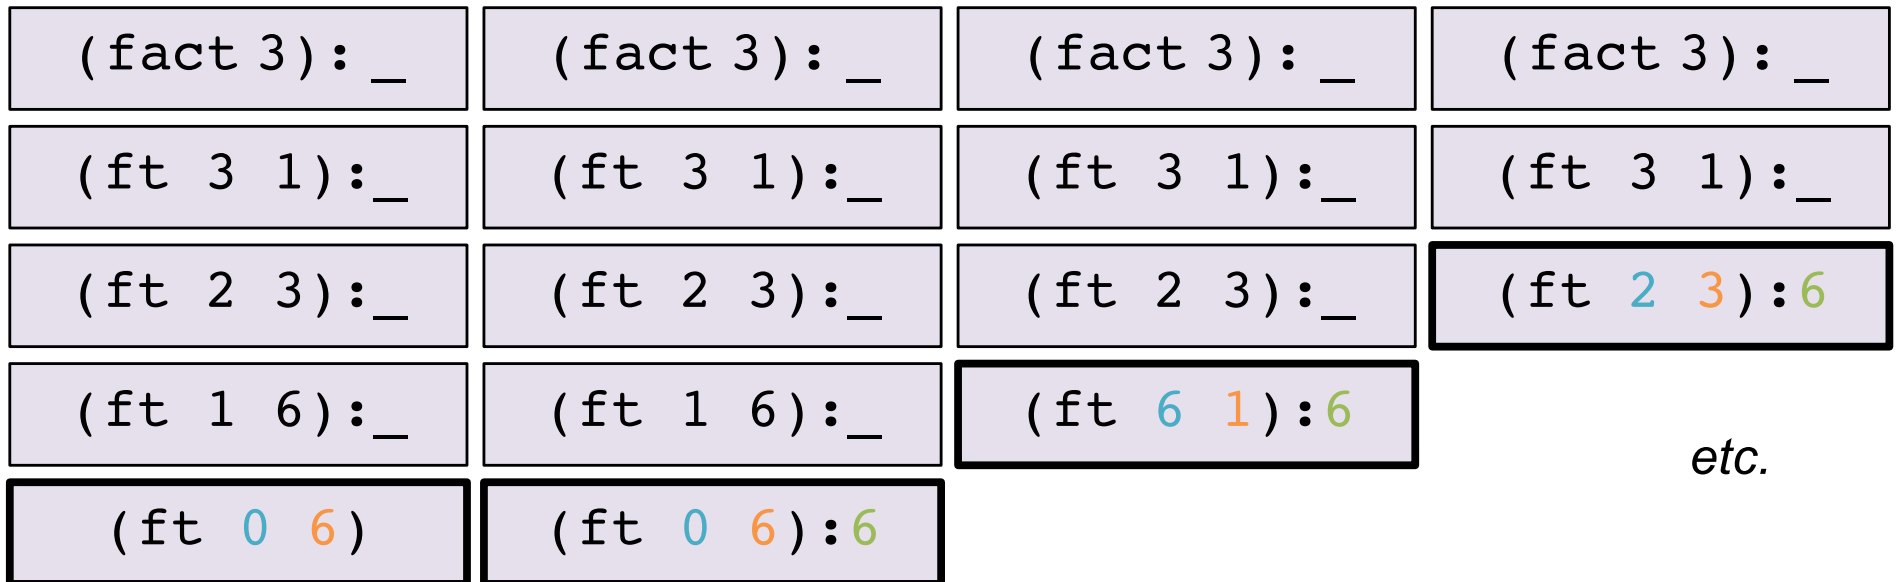 (fact 3):_ (fact 3):_ (fact 3):_ (fact 3):_
(ft 3 1):_ (ft 3 1):_ (ft 3 1):_ (ft 3 1):_
(ft 2 3):_ (ft 2 3):_ (ft 2 3):_ (ft 2 3):6
(ft 1 6):_ (ft 1 6):_ (ft 6 1):6
etc.
(ft 0 6) (ft 0 6):6